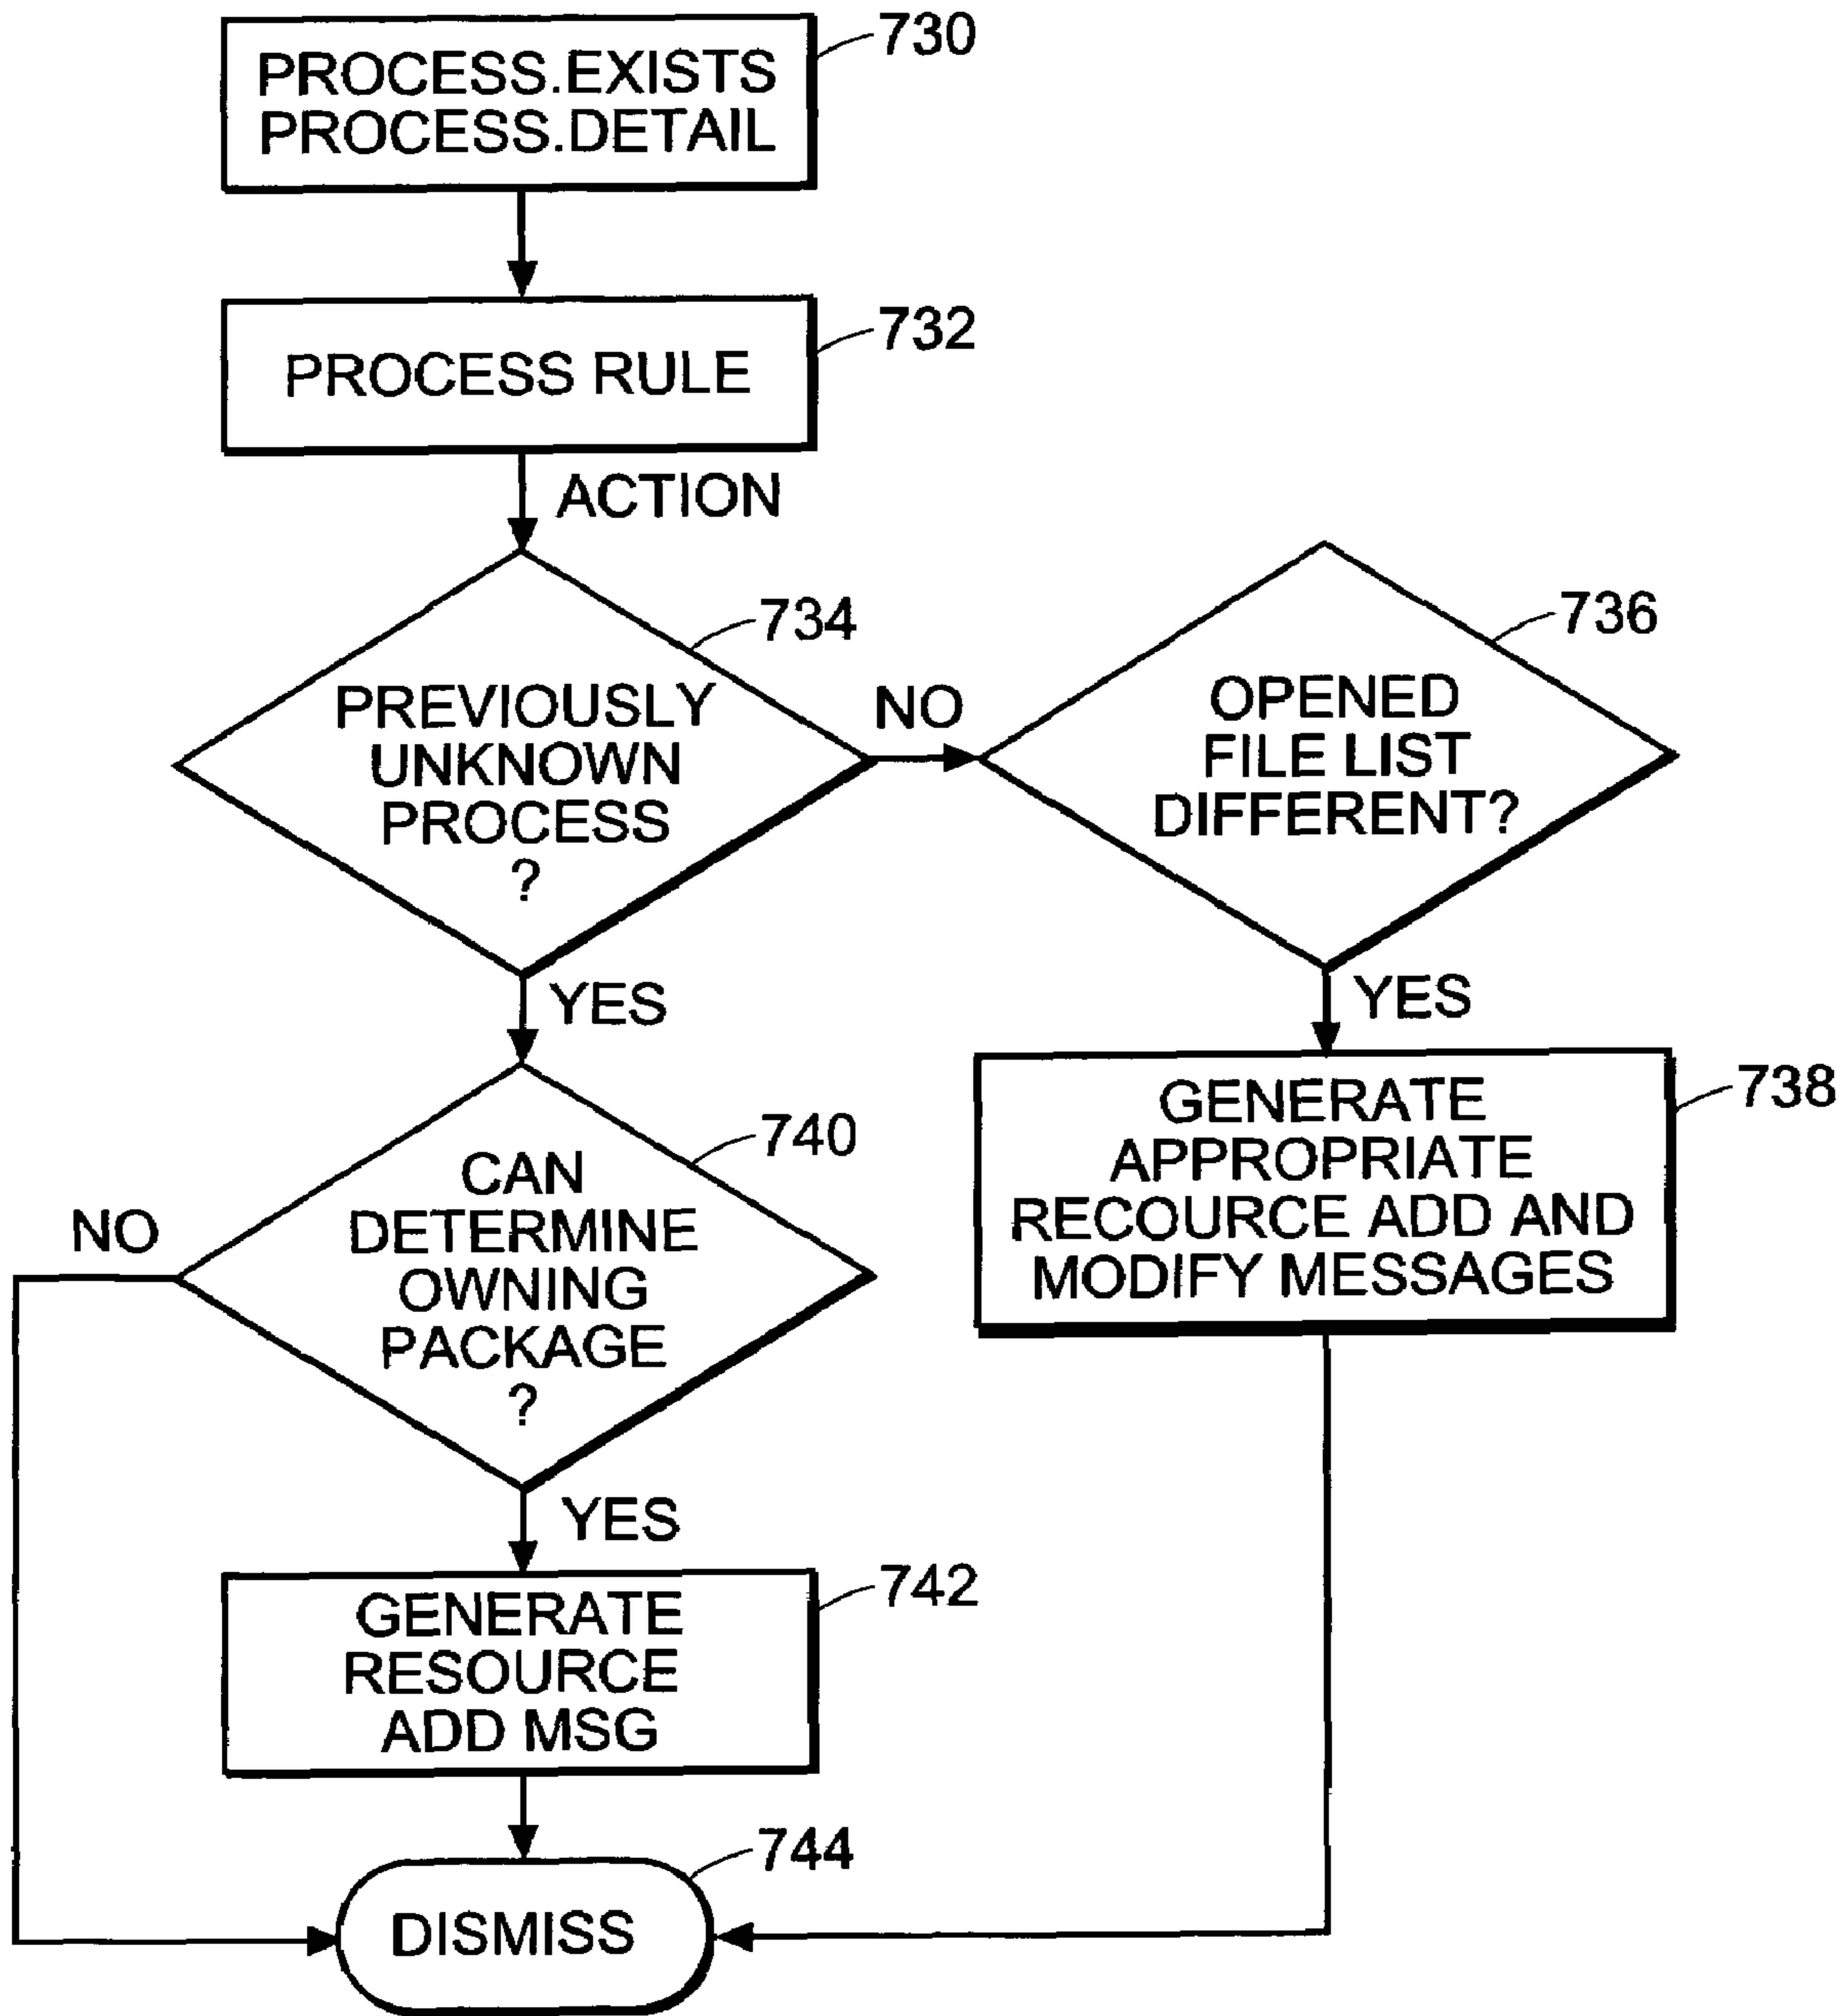 730
PROCESS.EXISTS
PROCESS.DETAIL
732
PROCESS RULE
ACTION
734
PREVIOUSLY
UNKNOWN
PROCESS
?
NO
736
OPENED
FILE LIST
DIFFERENT?
YES
YES
738
GENERATE
APPROPRIATE
RECOURCE ADD AND
MODIFY MESSAGES
740
CAN
DETERMINE
OWNING
PACKAGE
?
NO
YES
742
GENERATE
RESOURCE
ADD MSG
744
DISMISS